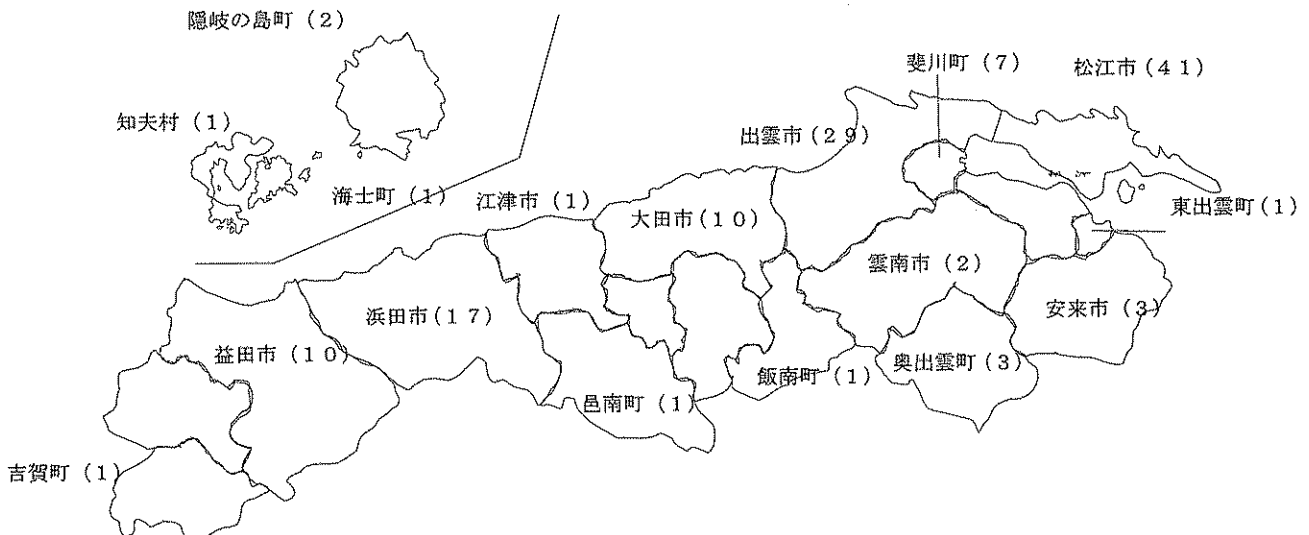 隠岐の島町（２）
斐川町（７）
松江市（４１）
知夫村（１）
出雲市（２９）
海士町（１）
江津市（１）
大田市（１０）
東出雲町（１）
雲南市（２）
浜田市（１７）
安来市（３）
益田市（１０）
奥出雲町（３）
飯南町（１）
邑南町（１）
吉賀町（１）